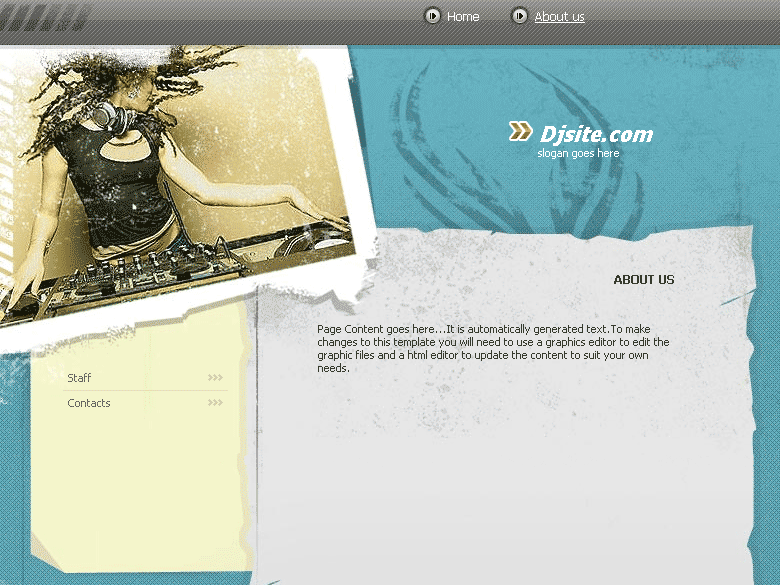 Home
About us
Djsite.com
slogan goes here
ABOUT US
Page Content goes here...It is automatically generated text.To make
changes to this template you will need to use a graphics editor to edit the
graphic files and a html editor to update the content to suit your own
needs.
Staff
Contacts